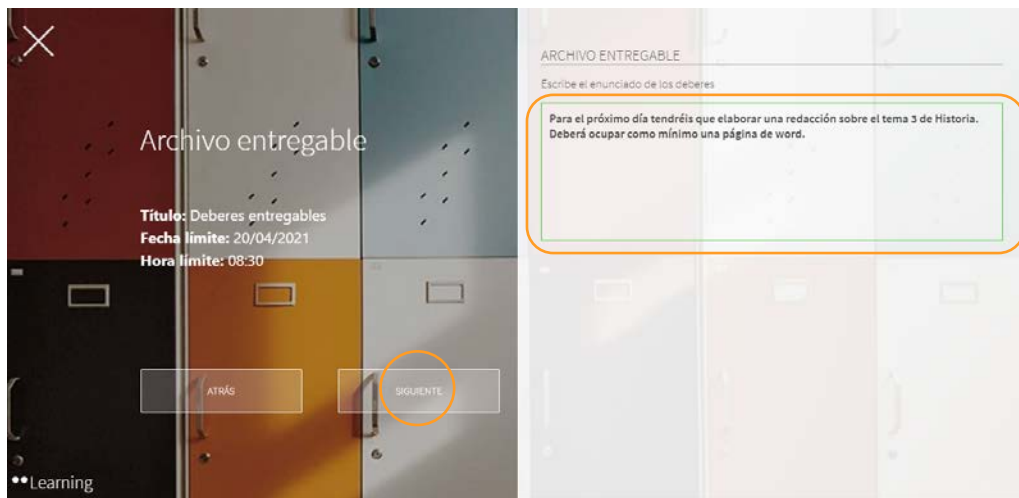 Archivo entregable
Título: Deberes entregables
Fecha límite: 20/04/2021
Hora límite: 08:30
ATRÁS
SIGUIENTE
••Learning
ARCHIVO ENTREGABLE
Escribe el enunciado de los deberes
Para el próximo día tendréis que elaborar una redacción sobre el tema 3 de Historia.
Deberá ocupar como mínimo una página de word.